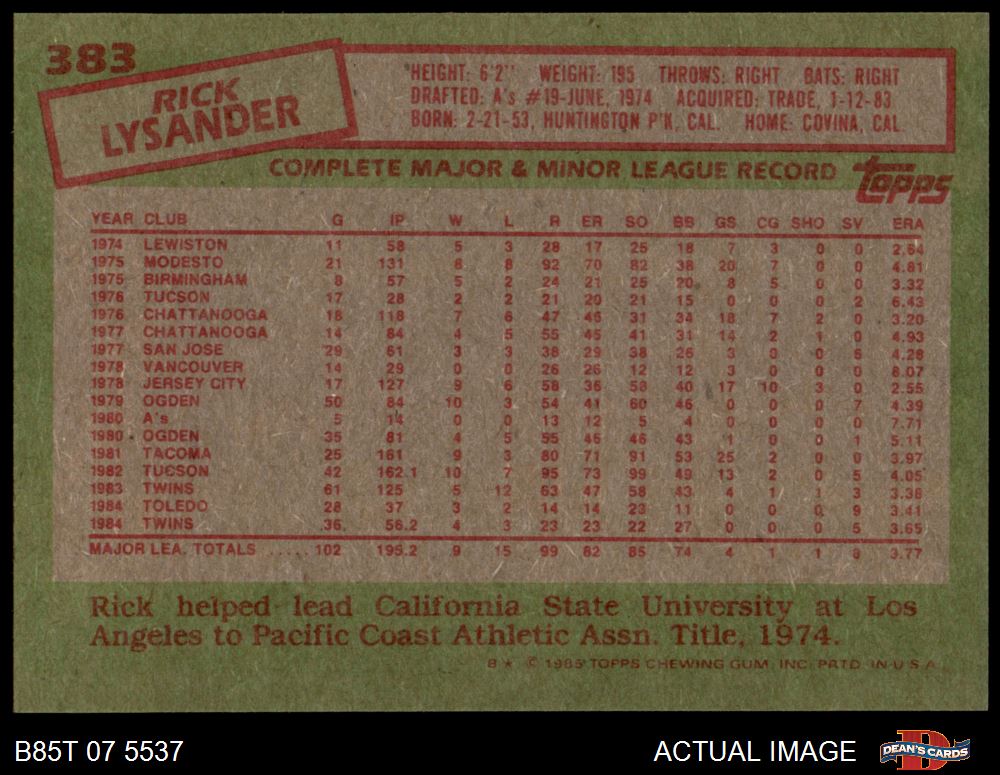 383
RICK
LYSANDER
HEIGHT: 6'2" WEIGHT: 195 THROWS: RIGHT BATS: RIGHT
DRAFTED: A's #19-JUNE, 1974 ACQUIRED: TRADE, 1-12-83
BORN: 2-21-53, HUNTINGTON P'K, CAL. HOME: COVINA, CAL.
COMPLETE MAJOR & MINOR LEAGUE RECORD
topps
YEAR CLUB G IP W L R ER SO BB GS CG SHO SV ERA
1974 LEWISTON 11 58 5 3 28 17 25 18 7 3 0 0 2.64
1975 MODESTO 21 131 6 8 92 70 82 38 20 7 0 0 4.81
1975 BIRMINGHAM 8 57 5 2 24 21 25 20 8 5 0 0 3.32
1976 TUCSON 17 28 2 2 21 20 21 15 0 0 0 2 6.43
1976 CHATTANOOGA 18 118 7 6 47 45 31 34 18 7 2 0 3.20
1977 CHATTANOOGA 14 84 4 5 55 45 41 31 14 2 1 0 4.93
1977 SAN JOSE 29 61 3 3 38 29 38 26 3 0 0 5 4.28
1978 VANCOUVER 14 29 0 0 26 26 12 12 3 0 0 0 8.07
1978 JERSEY CITY 17 127 9 6 58 36 58 40 17 10 3 0 2.55
1979 OGDEN 50 84 10 3 54 41 60 46 0 0 0 7 4.39
1980 A's 5 14 0 0 13 12 5 4 0 0 0 0 7.71
1980 OGDEN 35 81 4 5 55 46 46 43 1 0 0 1 5.11
1981 TACOMA 25 161 9 3 80 71 91 53 25 2 0 0 3.97
1982 TUCSON 42 162.1 10 7 95 73 99 49 13 2 0 5 4.05
1983 TWINS 61 125 5 12 63 47 58 43 4 1 1 3 3.38
1984 TOLEDO 28 37 3 2 14 14 23 11 0 0 0 9 3.41
1984 TWINS 36 56.2 4 3 23 23 22 27 0 0 0 5 3.65
MAJOR LEA. TOTALS ..... 102 195.2 9 15 99 82 85 74 4 1 1 8 3.77
Rick helped lead California State University at Los
Angeles to Pacific Coast Athletic Assn. Title, 1974.
B★ © 1985 TOPPS CHEWING GUM, INC. PRTD. IN U.S.A.
B85T 07 5537
ACTUAL IMAGE
D
DEAN'S CARDS